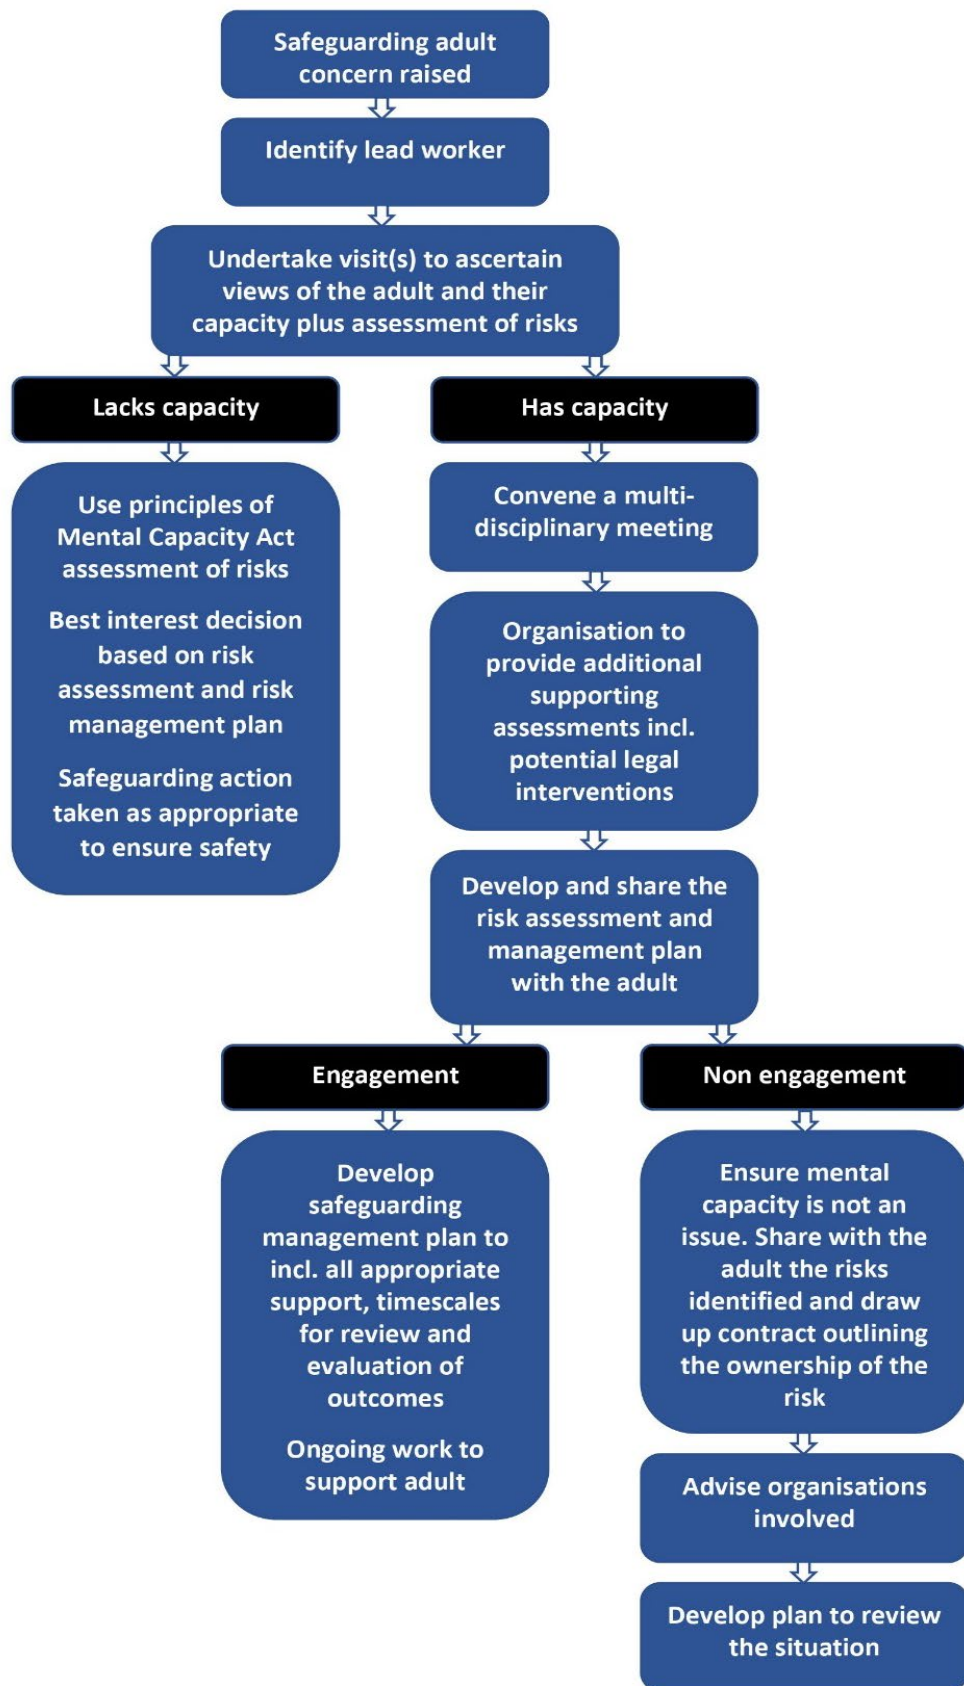 Safeguarding adult
concern raised
Identify lead worker
Undertake visit(s) to ascertain
views of the adult and their
capacity plus assessment of risks
Lacks capacity
Use principles of
Mental Capacity Act
assessment of risks
Best interest decision
based on risk
assessment and risk
management plan
Safeguarding action
taken as appropriate
to ensure safety
Has capacity
Convene a multi-
disciplinary meeting
Organisation to
provide additional
supporting
assessments incl.
potential legal
interventions
Develop and share the
risk assessment and
management plan
with the adult
Engagement
Develop
safeguarding
management plan to
incl. all appropriate
support, timescales
for review and
evaluation of
outcomes
Ongoing work to
support adult
Non engagement
Ensure mental
capacity is not an
issue. Share with the
adult the risks
identified and draw
up contract outlining
the ownership of the
risk
Advise organisations
involved
Develop plan to review
the situation